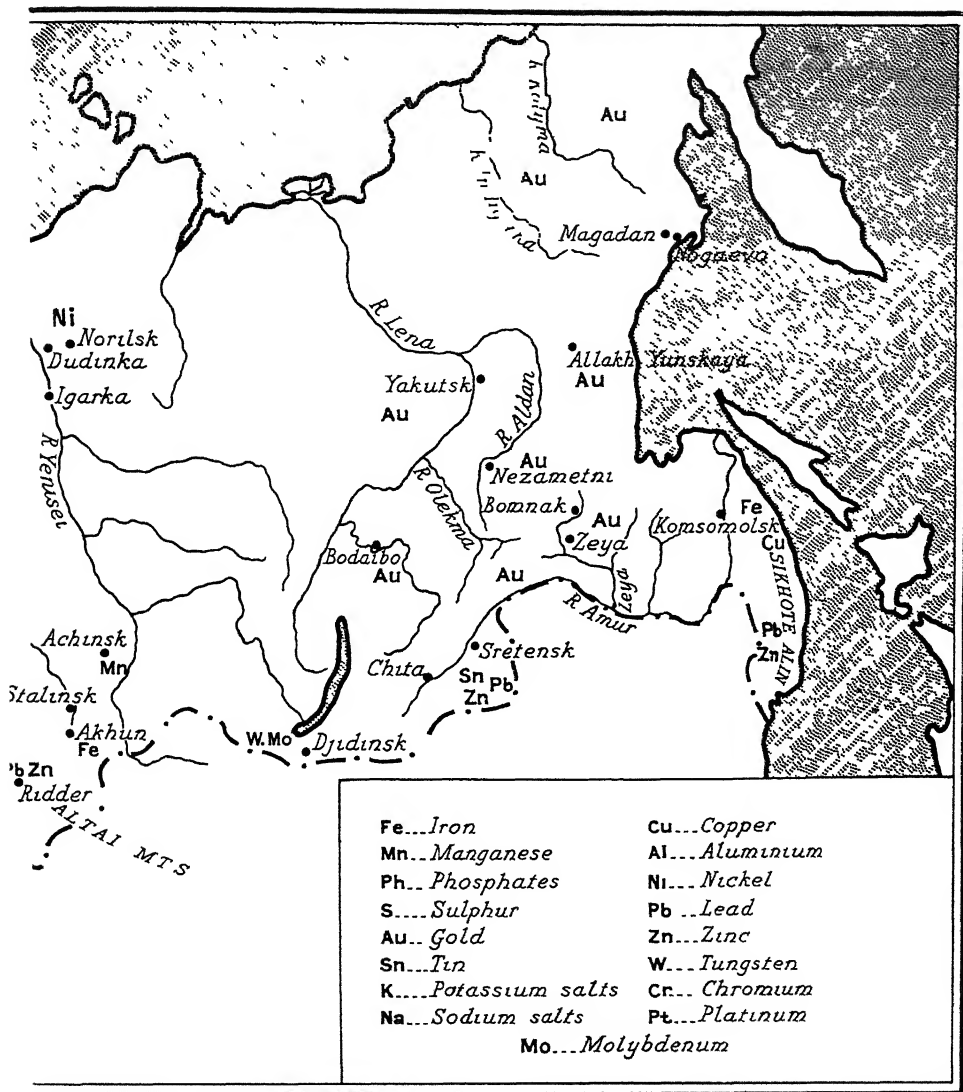 R Kolyma
Au
Au
Magadan
Nogaevo
Ni
Norilsk
Dudinka
Igarka
R Lena
Yakutsk
Au
Allakh Yunskaya
Au
R Yenisei
R Aldan
Au
Nezametni
R Olekma
Bomnak
Au
Zeya
Fe
Komsomolsk
Cu
SIKHOTE ALIN
Bodaibo
Au
Au
Zeya
R Amur
Achinsk
Mn
Sretensk
Chita
Sn Pb
Zn
Pb
Zn
Stalinsk
Akhun
Fe
W.Mo
Djidinsk
Pb Zn
Ridder
ALTAI MTS
Fe...Iron
Mn..Manganese
Ph..Phosphates
S....Sulphur
Au..Gold
Sn...Tin
K....Potassium salts
Na...Sodium salts
Cu...Copper
Al...Aluminium
Ni...Nickel
Pb..Lead
Zn...Zinc
W...Tungsten
Cr...Chromium
Pt...Platinum
Mo...Molybdenum